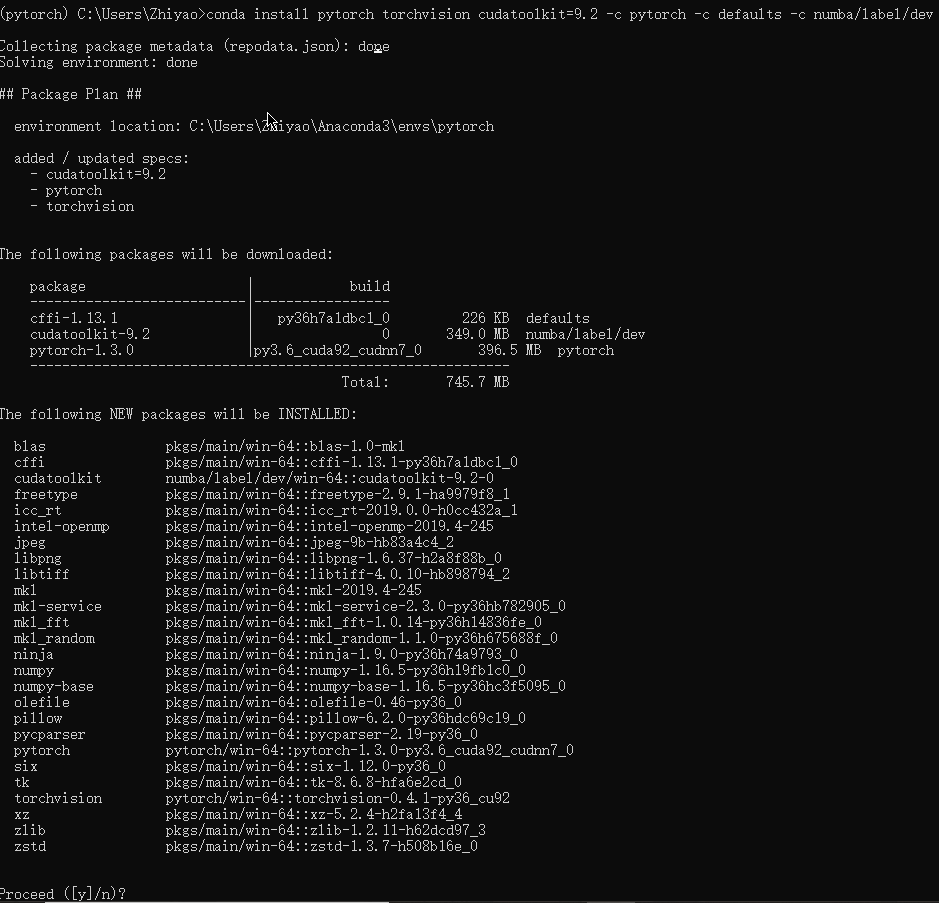 (pytorch) C:\Users\Zhiyao>conda install pytorch torchvision cudatoolkit=9.2 -c pytorch -c defaults -c numba/label/dev
Collecting package metadata (repodata.json): done
Solving environment: done
## Package Plan ##
environment location: C:\Users\Zhiyao\Anaconda3\envs\pytorch
added / updated specs:
- cudatoolkit=9.2
- pytorch
- torchvision
The following packages will be downloaded:
package | build
---------------------------|-----------------
cffi-1.13.1 | py36h7a1dbc1_0 226 KB defaults
cudatoolkit-9.2 | 0 349.0 MB numba/label/dev
pytorch-1.3.0 |py3.6_cuda92_cudnn7_0 396.5 MB pytorch
------------------------------------------------------------
Total: 745.7 MB
The following NEW packages will be INSTALLED:
blas pkgs/main/win-64::blas-1.0-mkl
cffi pkgs/main/win-64::cffi-1.13.1-py36h7a1dbc1_0
cudatoolkit numba/label/dev/win-64::cudatoolkit-9.2-0
freetype pkgs/main/win-64::freetype-2.9.1-ha9979f8_1
icc_rt pkgs/main/win-64::icc_rt-2019.0.0-h0cc432a_1
intel-openmp pkgs/main/win-64::intel-openmp-2019.4-245
jpeg pkgs/main/win-64::jpeg-9b-hb83a4c4_2
libpng pkgs/main/win-64::libpng-1.6.37-h2a8f88b_0
libtiff pkgs/main/win-64::libtiff-4.0.10-hb898794_2
mkl pkgs/main/win-64::mkl-2019.4-245
mkl-service pkgs/main/win-64::mkl-service-2.3.0-py36hb782905_0
mkl_fft pkgs/main/win-64::mkl_fft-1.0.14-py36h14836fe_0
mkl_random pkgs/main/win-64::mkl_random-1.1.0-py36h675688f_0
ninja pkgs/main/win-64::ninja-1.9.0-py36h74a9793_0
numpy pkgs/main/win-64::numpy-1.16.5-py36h19fb1c0_0
numpy-base pkgs/main/win-64::numpy-base-1.16.5-py36hc3f5095_0
olefile pkgs/main/win-64::olefile-0.46-py36_0
pillow pkgs/main/win-64::pillow-6.2.0-py36hdc69c19_0
pycparser pkgs/main/win-64::pycparser-2.19-py36_0
pytorch pytorch/win-64::pytorch-1.3.0-py3.6_cuda92_cudnn7_0
six pkgs/main/win-64::six-1.12.0-py36_0
tk pkgs/main/win-64::tk-8.6.8-hfa6e2cd_0
torchvision pytorch/win-64::torchvision-0.4.1-py36_cu92
xz pkgs/main/win-64::xz-5.2.4-h2fa13f4_4
zlib pkgs/main/win-64::zlib-1.2.11-h62dcd97_3
zstd pkgs/main/win-64::zstd-1.3.7-h508b16e_0
Proceed ([y]/n)?